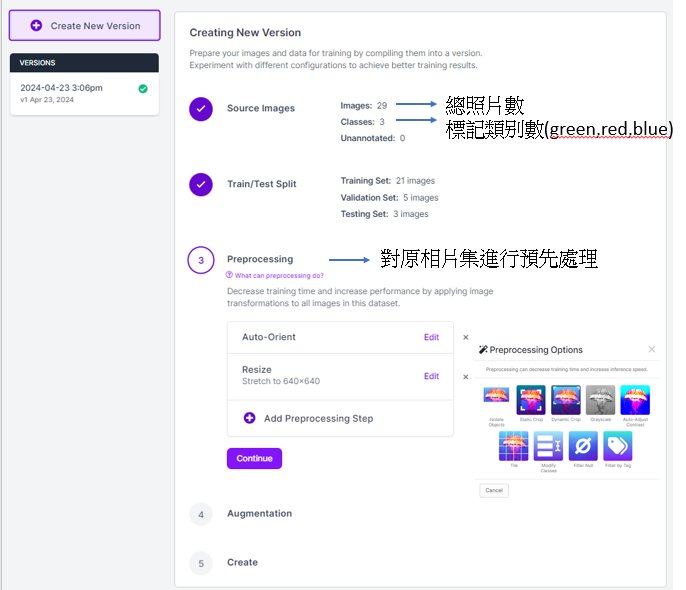 Create New Version
VERSIONS
2024-04-23 3:06pm
v1 Apr 23, 2024
Creating New Version
Prepare your images and data for training by compiling them into a version.
Experiment with different configurations to achieve better training results.
Source Images
Images: 29
總照片數
Classes: 3
標記類別數(green,red,blue)
Unannotated: 0
Train/Test Split
Training Set: 21 images
Validation Set: 5 images
Testing Set: 3 images
3
Preprocessing
對原相片集進行預先處理
What can preprocessing do?
Decrease training time and increase performance by applying image
transformations to all images in this dataset.
Auto-Orient
Edit
×
Resize
Stretch to 640×640
Edit
×
Add Preprocessing Step
Continue
Preprocessing Options
×
Preprocessing can decrease training time and increase inference speed.
Isolate
Objects
Static Crop
Dynamic Crop
Grayscale
Auto-Adjust
Contrast
Tile
Modify
Classes
Filter Null
Filter by Tag
Cancel
4
Augmentation
5
Create